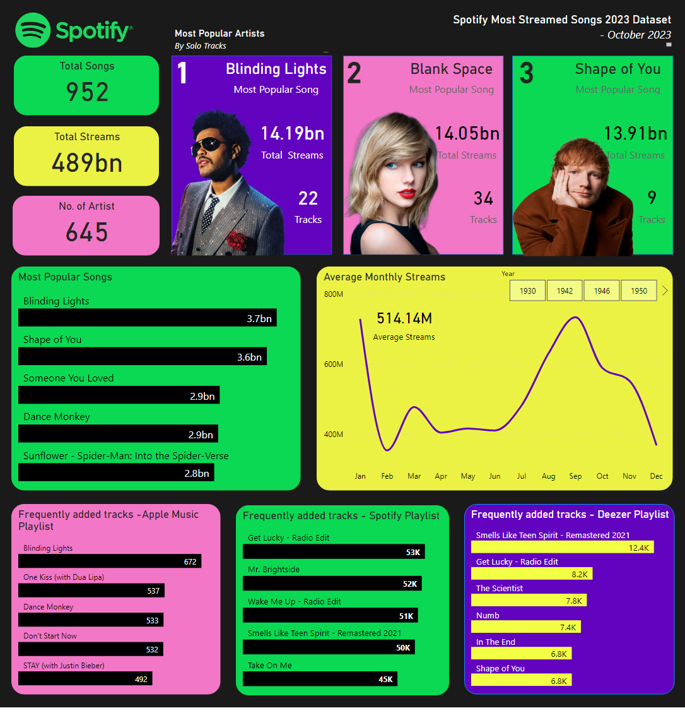 Spotify®
Most Popular Artists
By Solo Tracks
Spotify Most Streamed Songs 2023 Dataset
- October 2023
Total Songs
952
Total Streams
489bn
No. of Artist
645
1
Blinding Lights
Most Popular Song
14.19bn
Total Streams
22
Tracks
2
Blank Space
Most Popular Song
14.05bn
Total Streams
34
Tracks
3
Shape of You
Most Popular Song
13.91bn
Total Streams
9
Tracks
Most Popular Songs
Blinding Lights
3.7bn
Shape of You
3.6bn
Someone You Loved
2.9bn
Dance Monkey
2.9bn
Sunflower - Spider-Man: Into the Spider-Verse
2.8bn
Average Monthly Streams
Year
1930 1942 1946 1950
514.14M
Average Streams
800M
600M
400M
Jan Feb Mar Apr May Jun Jul Aug Sep Oct Nov Dec
Frequently added tracks -Apple Music
Playlist
Blinding Lights
672
One Kiss (with Dua Lipa)
537
Dance Monkey
533
Don't Start Now
532
STAY (with Justin Bieber)
492
Frequently added tracks - Spotify Playlist
Get Lucky - Radio Edit
53K
Mr. Brightside
52K
Wake Me Up - Radio Edit
51K
Smells Like Teen Spirit - Remastered 2021
50K
Take On Me
45K
Frequently added tracks - Deezer Playlist
Smells Like Teen Spirit - Remastered 2021
12.4K
Get Lucky - Radio Edit
8.2K
The Scientist
7.8K
Numb
7.4K
In The End
6.8K
Shape of You
6.8K